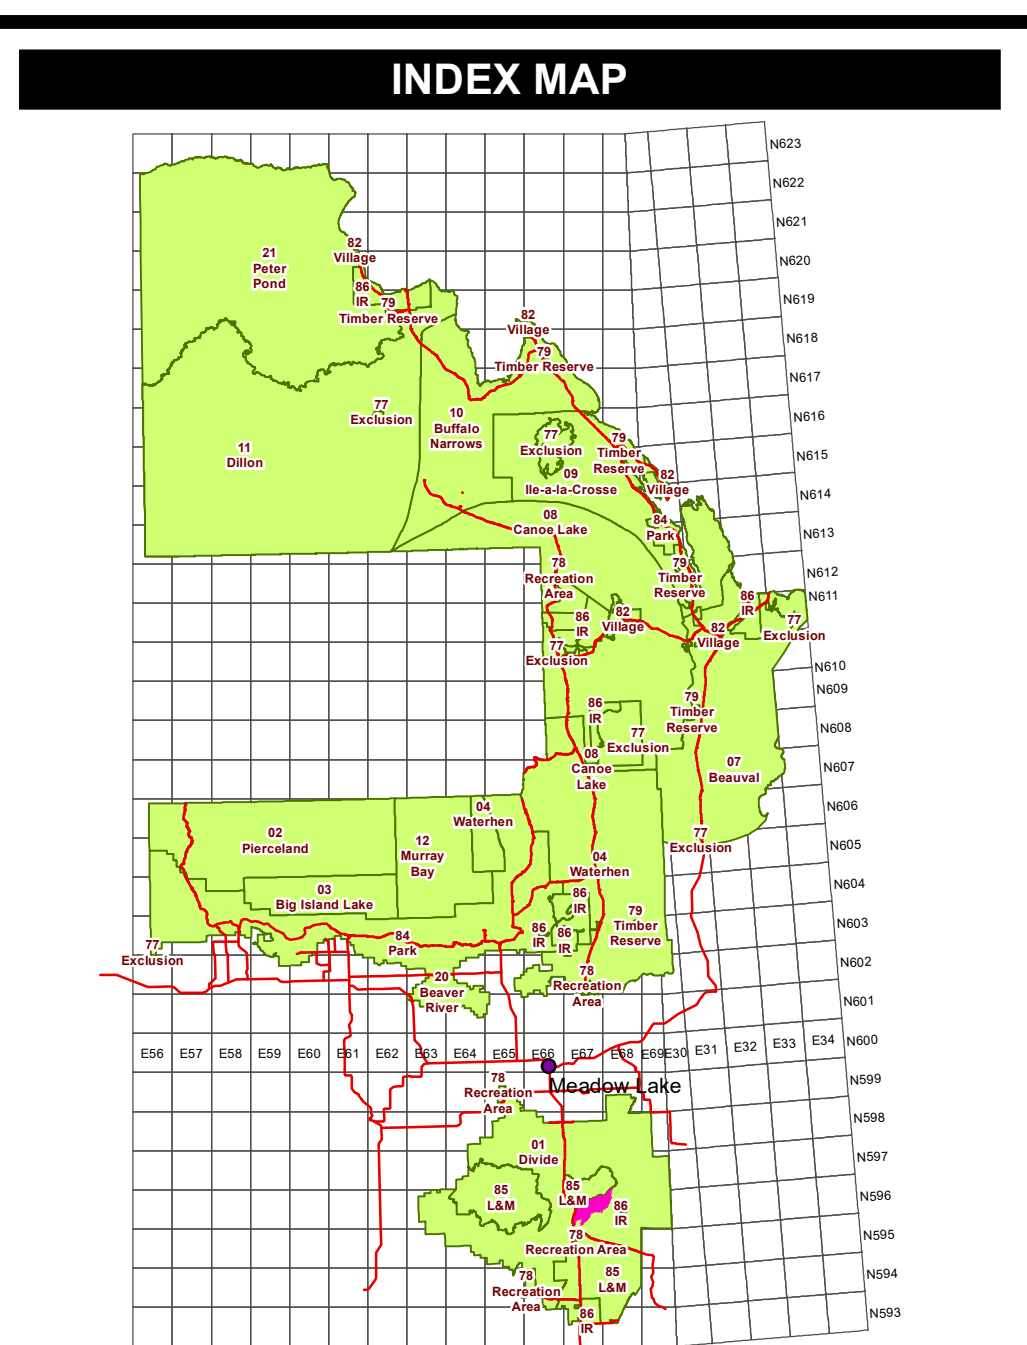 INDEX MAP
N623
N622
N621
N620
N619
N618
N617
N616
N615
N614
N613
N612
N611
N610
N609
N608
N607
N606
N605
N604
N603
N602
N601
N600
N599
N598
N597
N596
N595
N594
N593
21
Peter
Pond
82
Village
86
IR
79
Timber Reserve
82
Village
79
Timber Reserve
77
Exclusion
10
Buffalo
Narrows
11
Dillon
77
Exclusion
79
Timber
Reserve
09
Ile-a-la-Crosse
82
Village
08
Canoe Lake
84
Park
78
Recreation
Area
79
Timber
Reserve
86
IR
82
Village
86
IR
77
Exclusion
82
Village
77
Exclusion
86
IR
79
Timber
Reserve
77
Exclusion
08
Canoe
Lake
07
Beauval
02
Pierceland
12
Murray
Bay
04
Waterhen
77
Exclusion
03
Big Island Lake
04
Waterhen
86
IR
79
Timber
Reserve
86
IR
86
IR
77
Exclusion
84
Park
20
Beaver
River
78
Recreation
Area
E56 E57 E58 E59 E60 E61 E62 E63 E64 E65 E66 E67 E68 E69 E30 E31 E32 E33 E34
Meadow Lake
78
Recreation
Area
01
Divide
85
L&M
85
L&M
86
IR
78
Recreation Area
78
Recreation
Area
85
L&M
86
IR